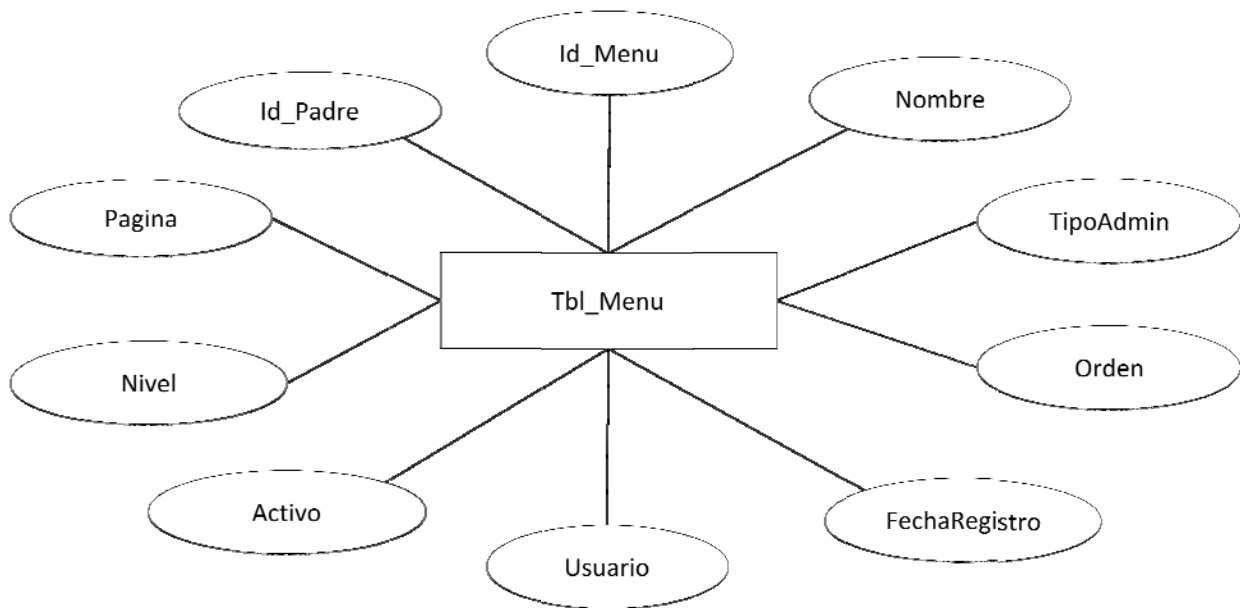 Id_Menu
Nombre
Id_Padre
Pagina
TipoAdmin
Tbl_Menu
Nivel
Orden
Activo
FechaRegistro
Usuario